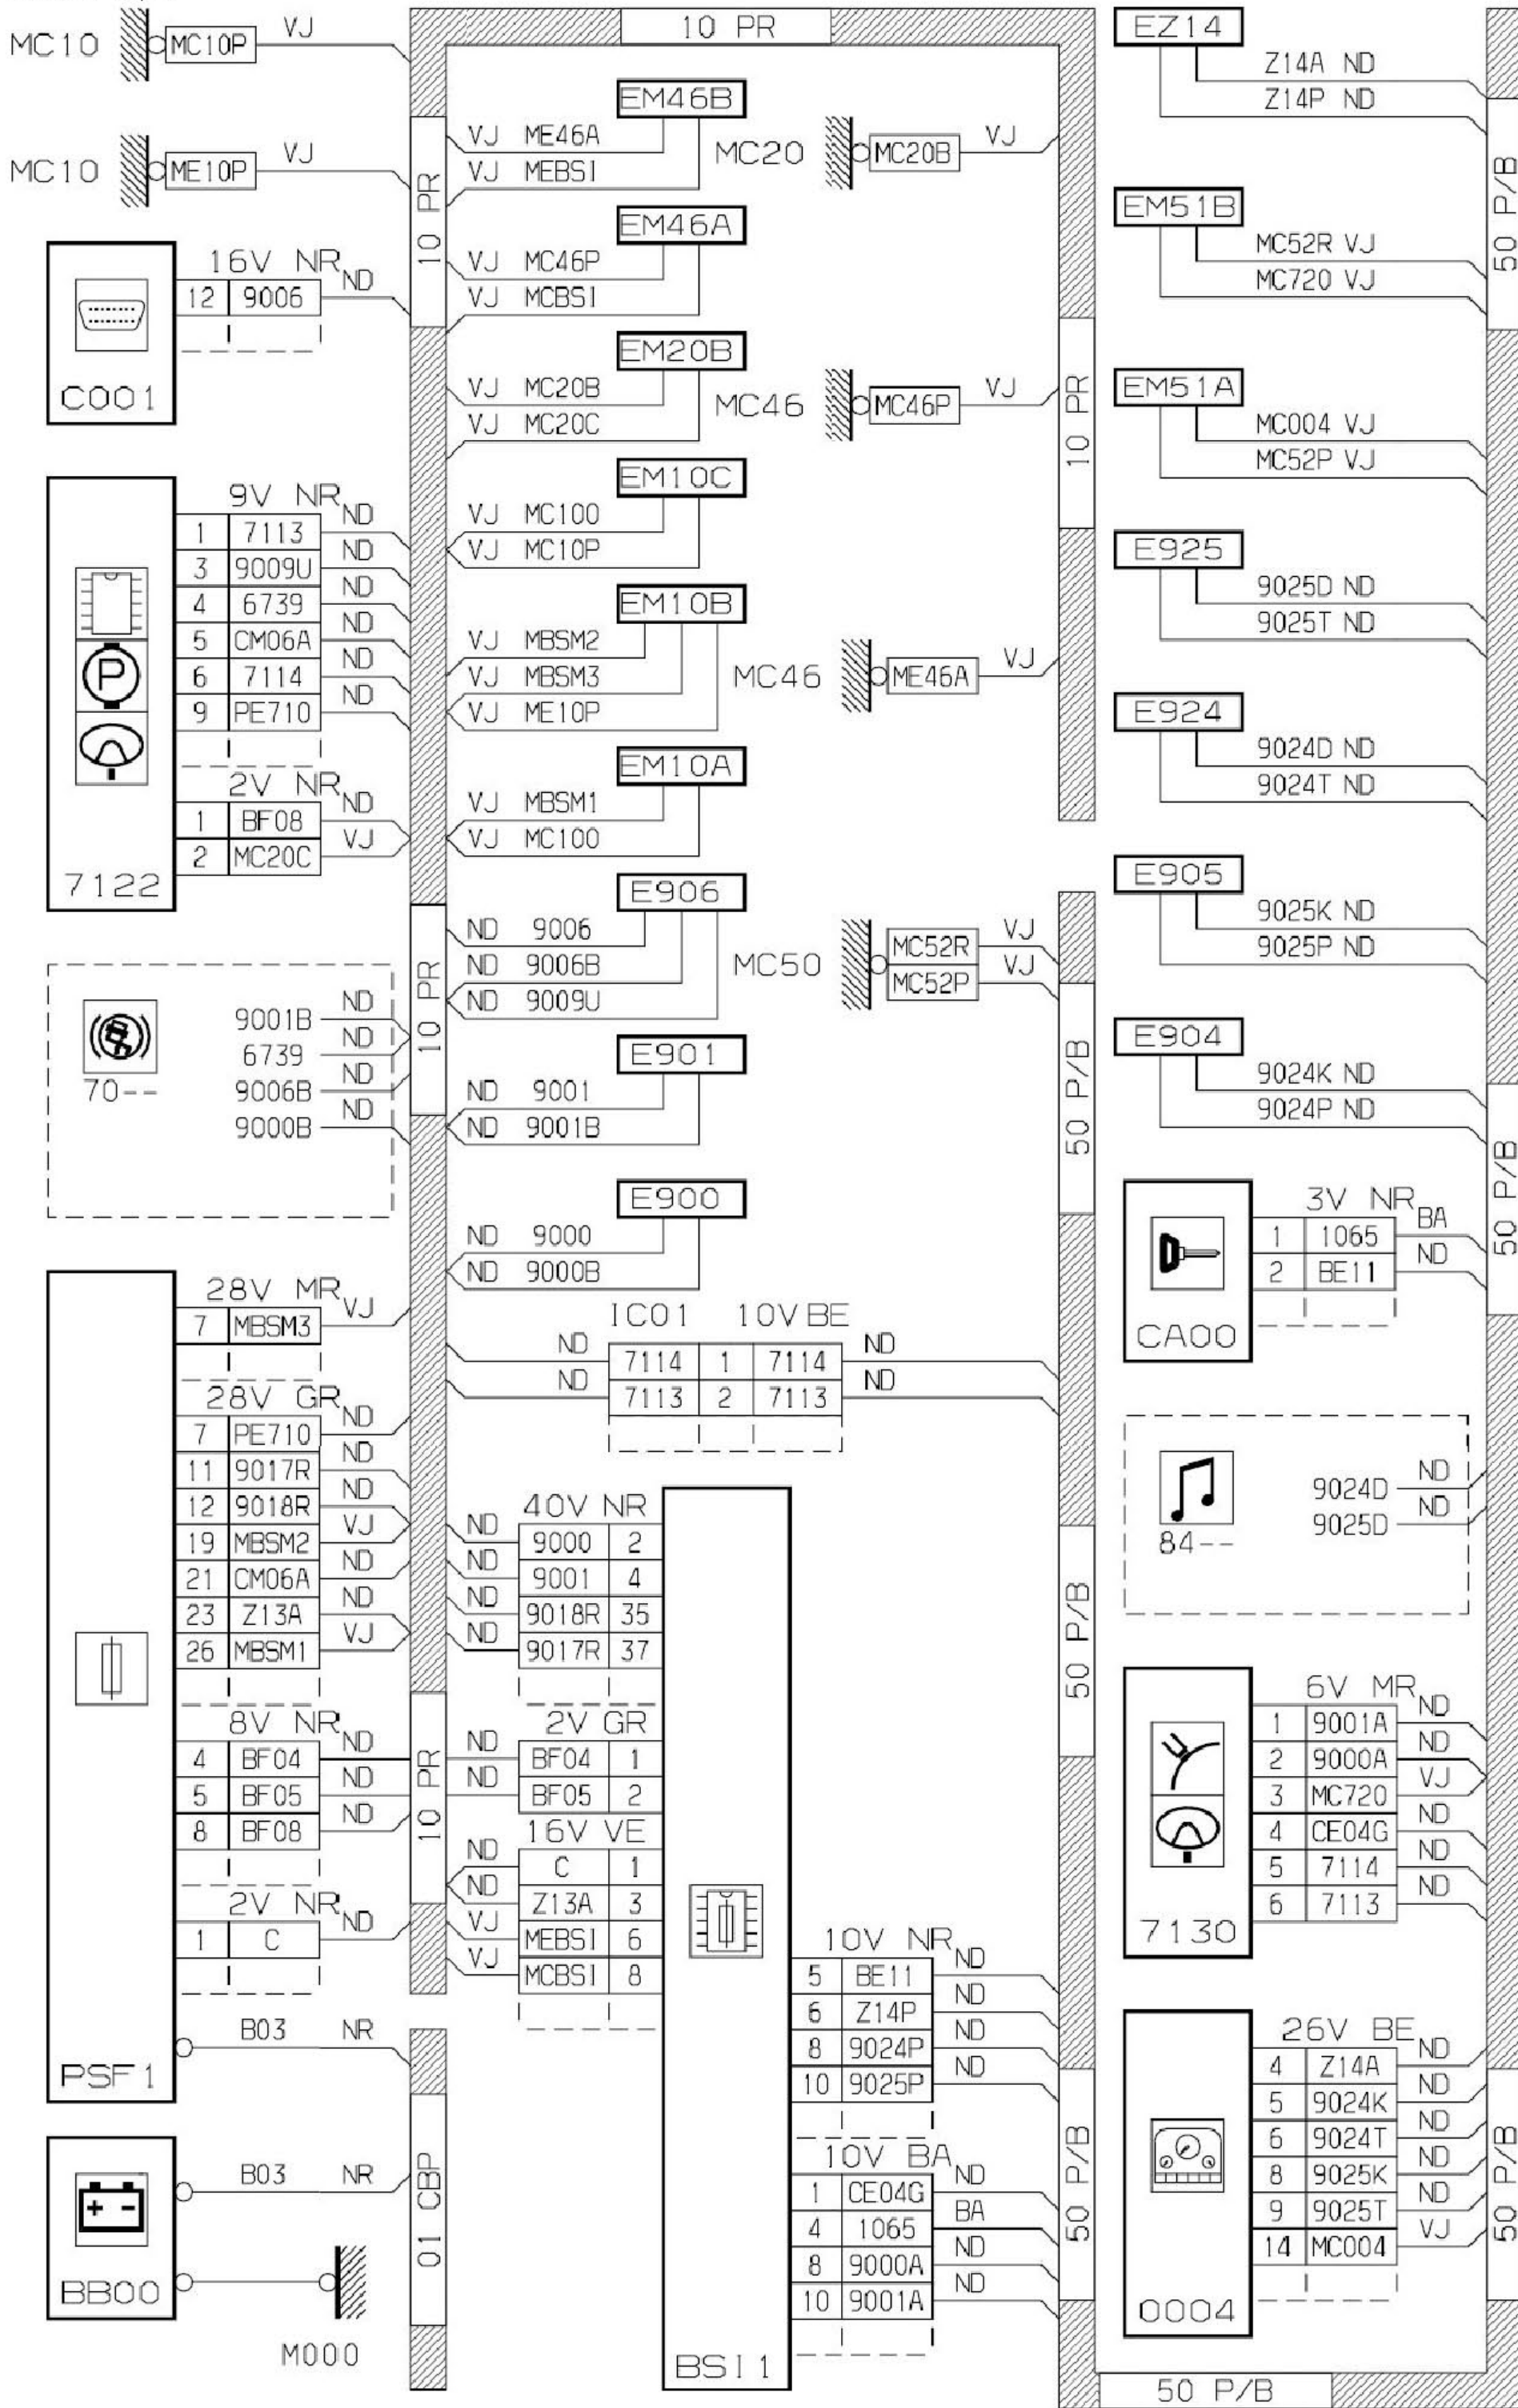 MC10 MC10P VJ
MC10 ME10P VJ
16V NR
12 9006 ND
C001
9V NR
1 7113 ND
3 9009U ND
4 6739 ND
5 CM06A ND
6 7114 ND
9 PE710 ND
2V NR
1 BF08 ND
2 MC20C VJ
7122
9001B ND
6739 ND
9006B ND
9000B ND
70--
28V MR
7 MBSM3 VJ
28V GR
7 PE710 ND
11 9017R ND
12 9018R ND
19 MBSM2 VJ
21 CM06A ND
23 Z13A ND
26 MBSM1 VJ
8V NR
4 BF04 ND
5 BF05 ND
8 BF08 ND
2V NR
1 C ND
B03 NR
PSF1
B03 NR
BB00
M000
10 PR
10 PR
10 PR
10 PR
01 CBP
EM46B
VJ ME46A
VJ MEBSI
EM46A
VJ MC46P
VJ MCBSI
EM20B
VJ MC20B
VJ MC20C
EM10C
VJ MC100
VJ MC10P
EM10B
VJ MBSM2
VJ MBSM3
VJ ME10P
EM10A
VJ MBSM1
VJ MC100
E906
ND 9006
ND 9006B
ND 9009U
E901
ND 9001
ND 9001B
E900
ND 9000
ND 9000B
IC01 10V BE
ND 7114 1 7114 ND
ND 7113 2 7113 ND
40V NR
ND 9000 2
ND 9001 4
ND 9018R 35
ND 9017R 37
2V GR
ND BF04 1
ND BF05 2
16V VE
ND C 1
ND Z13A 3
VJ MEBSI 6
VJ MCBSI 8
BSI1
10V NR
5 BE11 ND
6 Z14P ND
8 9024P ND
10 9025P ND
10V BA
1 CE04G ND
4 1065 BA
8 9000A ND
10 9001A ND
MC20 MC20B VJ
MC46 MC46P VJ
MC46 ME46A VJ
MC50 MC52R VJ
MC52P VJ
10 PR
50 P/B
50 P/B
50 P/B
EZ14
Z14A ND
Z14P ND
EM51B
MC52R VJ
MC720 VJ
EM51A
MC004 VJ
MC52P VJ
E925
9025D ND
9025T ND
E924
9024D ND
9024T ND
E905
9025K ND
9025P ND
E904
9024K ND
9024P ND
3V NR
1 1065 BA
2 BE11 ND
CA00
9024D ND
9025D ND
84--
6V MR
1 9001A ND
2 9000A ND
3 MC720 VJ
4 CE04G ND
5 7114 ND
6 7113 ND
7130
26V BE
4 Z14A ND
5 9024K ND
6 9024T ND
8 9025K ND
9 9025T ND
14 MC004 VJ
0004
50 P/B
50 P/B
50 P/B
50 P/B